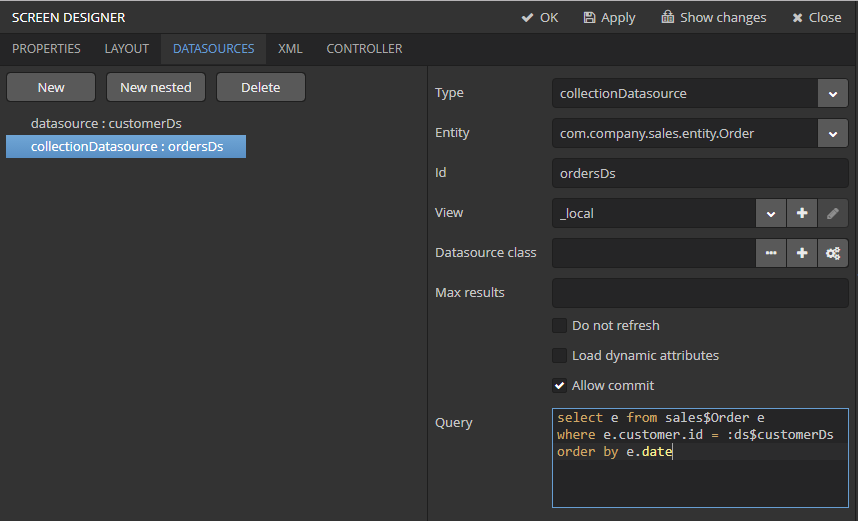 SCREEN DESIGNER
OK
Apply
Show changes
Close
PROPERTIES
LAYOUT
DATASOURCES
XML
CONTROLLER
New
New nested
Delete
datasource : customerDs
collectionDatasource : ordersDs
Type
collectionDatasource
Entity
com.company.sales.entity.Order
Id
ordersDs
View
_local
Datasource class
Max results
Do not refresh
Load dynamic attributes
Allow commit
Query
select e from sales$Order e
where e.customer.id = :ds$customerDs
order by e.date